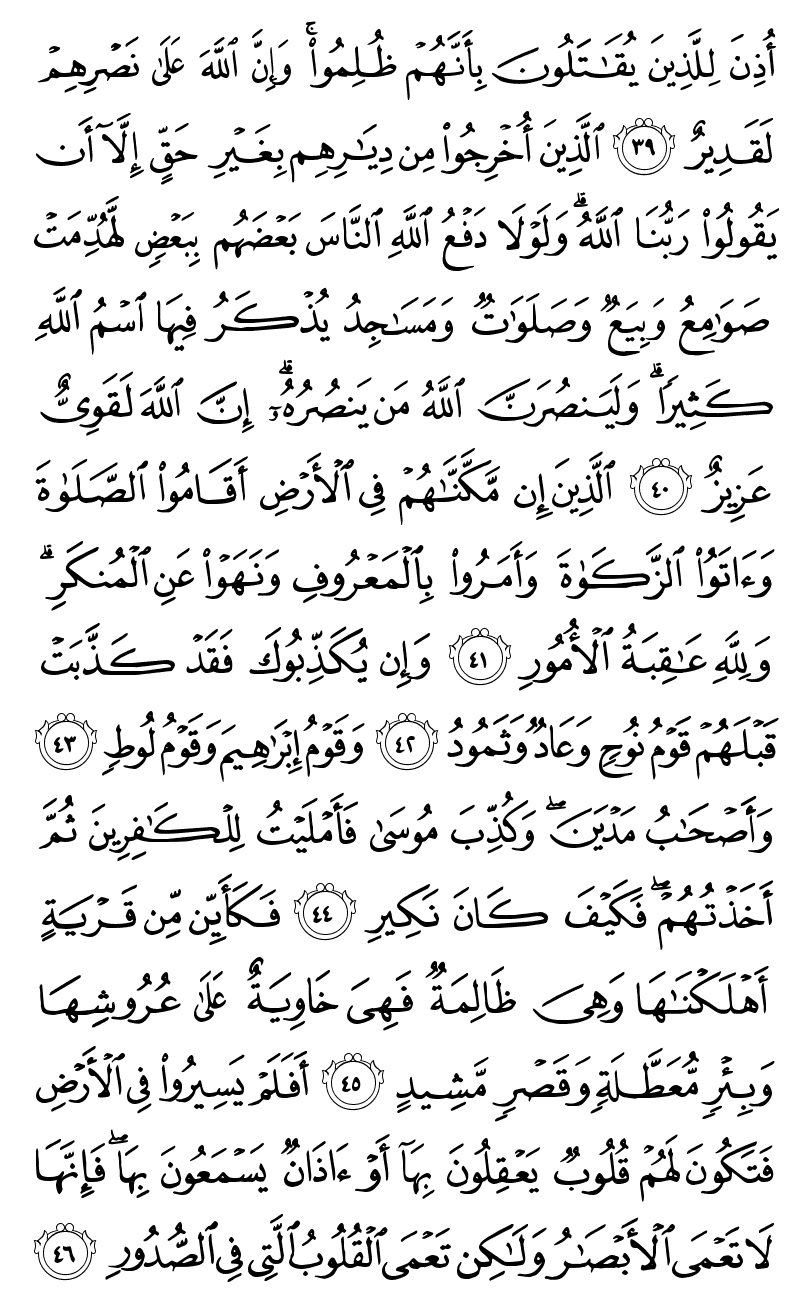 أُذِنَ لِلَّذِينَ يُقَـٰتَلُونَ بِأَنَّهُمۡ ظُلِمُواْۚ وَإِنَّ ٱللَّهَ عَلَىٰ نَصۡرِهِمۡ
لَقَدِيرٌ ٣٩ ٱلَّذِينَ أُخۡرِجُواْ مِن دِيَٰرِهِم بِغَيۡرِ حَقٍّ إِلَّآ أَن
يَقُولُواْ رَبُّنَا ٱللَّهُۗ وَلَوۡلَا دَفۡعُ ٱللَّهِ ٱلنَّاسَ بَعۡضَهُم بِبَعۡضٖ لَّهُدِّمَتۡ
صَوَٰمِعُ وَبِيَعٞ وَصَلَوَٰتٞ وَمَسَٰجِدُ يُذۡكَرُ فِيهَا ٱسۡمُ ٱللَّهِ
كَثِيرٗاۗ وَلَيَنصُرَنَّ ٱللَّهُ مَن يَنصُرُهُۥٓۗ إِنَّ ٱللَّهَ لَقَوِيٌّ
عَزِيزٌ ٤٠ ٱلَّذِينَ إِن مَّكَّنَّٰهُمۡ فِي ٱلۡأَرۡضِ أَقَامُواْ ٱلصَّلَوٰةَ
وَءَاتَوُاْ ٱلزَّكَوٰةَ وَأَمَرُواْ بِٱلۡمَعۡرُوفِ وَنَهَوۡاْ عَنِ ٱلۡمُنكَرِۗ
وَلِلَّهِ عَٰقِبَةُ ٱلۡأُمُورِ ٤١ وَإِن يُكَذِّبُوكَ فَقَدۡ كَذَّبَتۡ
قَبۡلَهُمۡ قَوۡمُ نُوحٖ وَعَادٞ وَثَمُودُ ٤٢ وَقَوۡمُ إِبۡرَٰهِيمَ وَقَوۡمُ لُوطٖ ٤٣
وَأَصۡحَٰبُ مَدۡيَنَۖ وَكُذِّبَ مُوسَىٰ فَأَمۡلَيۡتُ لِلۡكَٰفِرِينَ ثُمَّ
أَخَذۡتُهُمۡۖ فَكَيۡفَ كَانَ نَكِيرِ ٤٤ فَكَأَيِّن مِّن قَرۡيَةٍ
أَهۡلَكۡنَٰهَا وَهِيَ ظَالِمَةٞ فَهِيَ خَاوِيَةٌ عَلَىٰ عُرُوشِهَا
وَبِئۡرٖ مُّعَطَّلَةٖ وَقَصۡرٖ مَّشِيدٍ ٤٥ أَفَلَمۡ يَسِيرُواْ فِي ٱلۡأَرۡضِ
فَتَكُونَ لَهُمۡ قُلُوبٞ يَعۡقِلُونَ بِهَآ أَوۡ ءَاذَانٞ يَسۡمَعُونَ بِهَاۖ فَإِنَّهَا
لَا تَعۡمَى ٱلۡأَبۡصَٰرُ وَلَٰكِن تَعۡمَى ٱلۡقُلُوبُ ٱلَّتِي فِي ٱلصُّدُورِ ٤٦